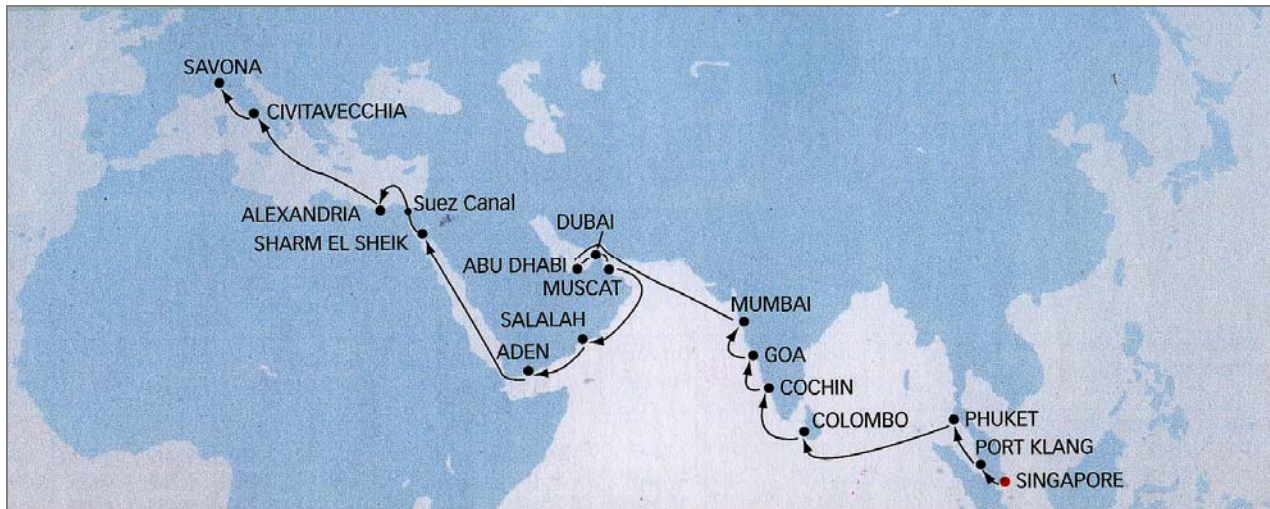 SAVONA
CIVITAVECCHIA
ALEXANDRIA
Suez Canal
SHARM EL SHEIK
DUBAI
ABU DHABI
MUSCAT
SALALAH
ADEN
MUMBAI
GOA
COCHIN
COLOMBO
PHUKET
PORT KLANG
SINGAPORE